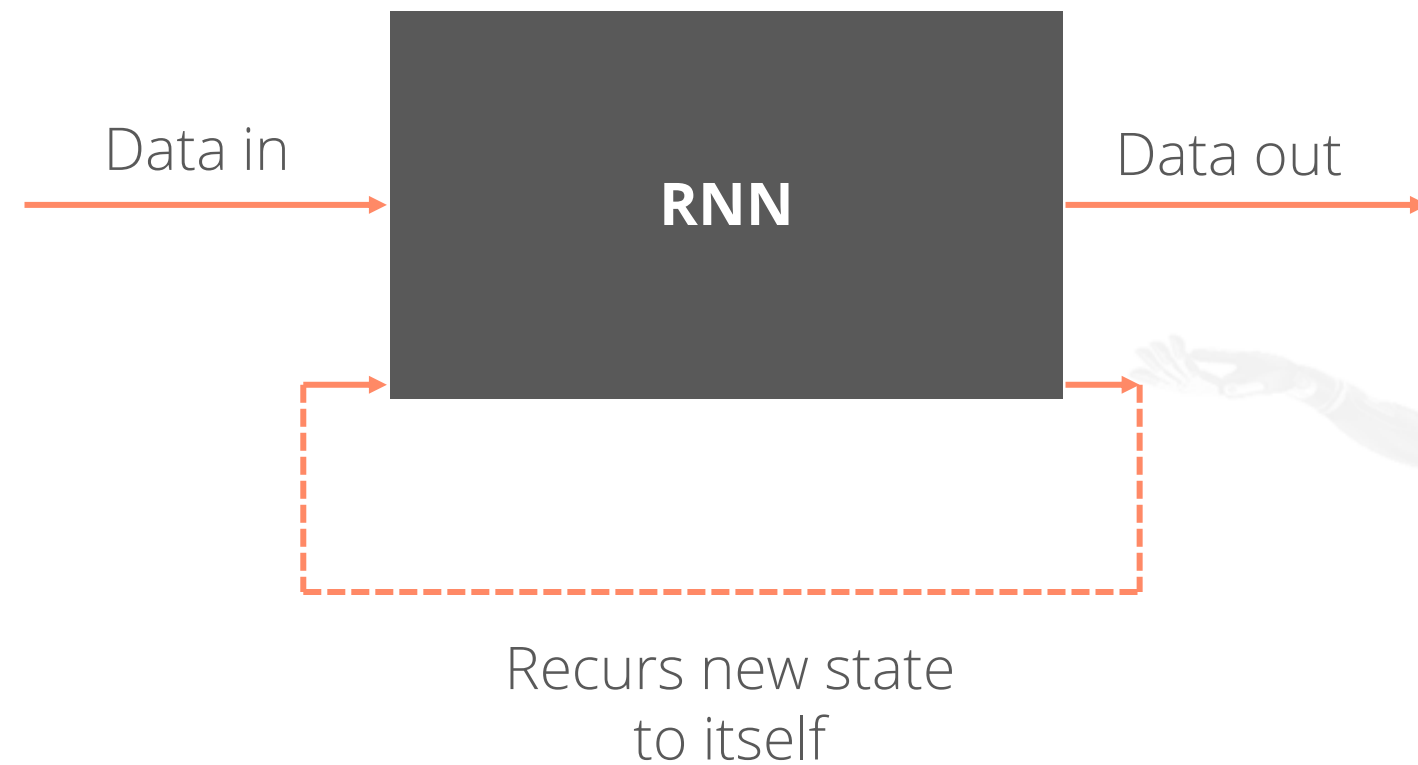 Data in
RNN
Data out
Recurs new state
to itself